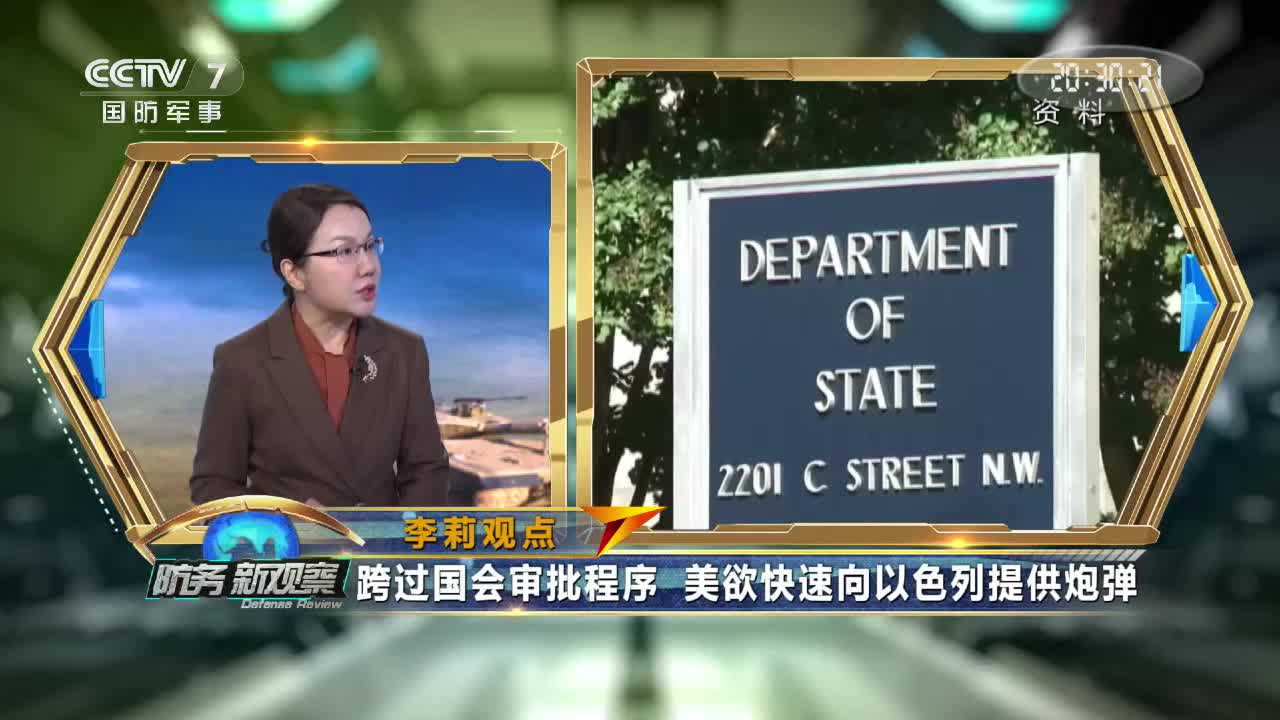 CCTV 7
国防军事
20:30:21
资料
DEPARTMENT
OF
STATE
2201 C STREET N.W.
李莉观点
防务新观察
Defense Review
跨过国会审批程序 美欲快速向以色列提供炮弹